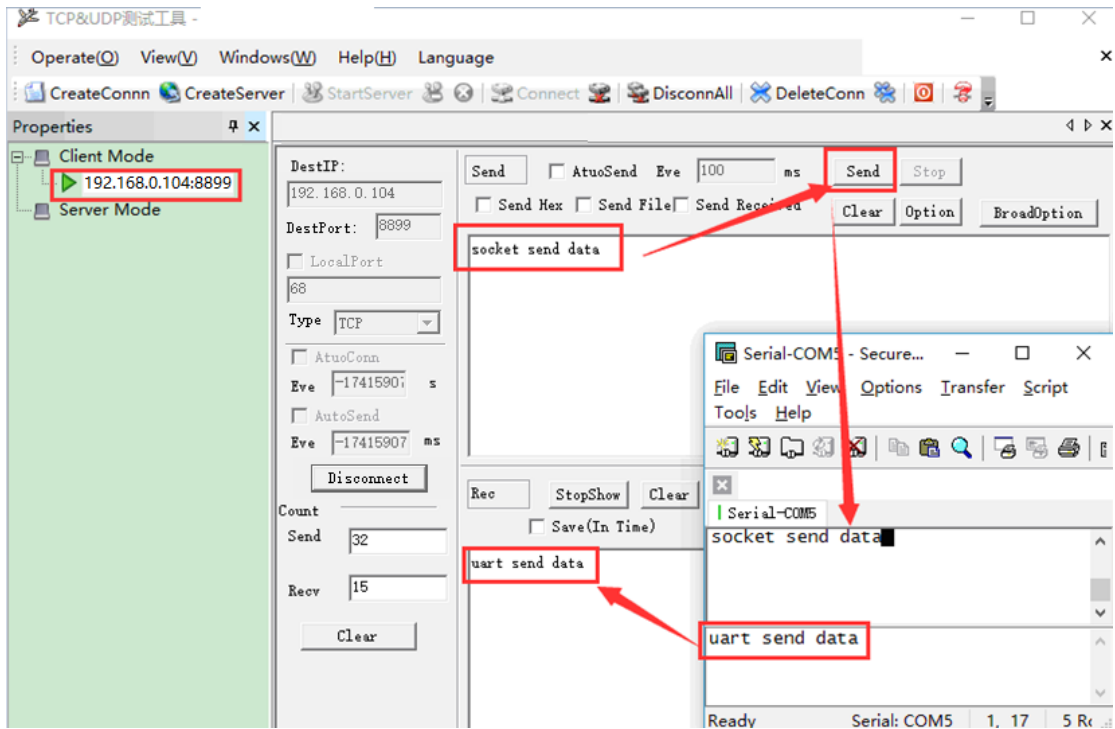 TCP&UDP测试工具 -
Operate(O) View(V) Windows(W) Help(H) Language
CreateConnn CreateServer StartServer Connect DisconnAll DeleteConn
Properties
Client Mode
192.168.0.104:8899
Server Mode
DestIP:
192.168.0.104
DestPort: 8899
LocalPort
68
Type TCP
AtuoConn
Eve -1741590 s
AutoSend
Eve -17415907 ms
Disconnect
Count
Send 32
Recv 15
Clear
Send AtuoSend Eve 100 ms Send Stop
Send Hex Send File Send Received Clear Option BroadOption
socket send data
Rec StopShow Clear
Save(In Time)
uart send data
Serial-COM5 - Secure...
File Edit View Options Transfer Script
Tools Help
Serial-COM5
socket send data
uart send data
Ready Serial: COM5 1, 17 5 Ro